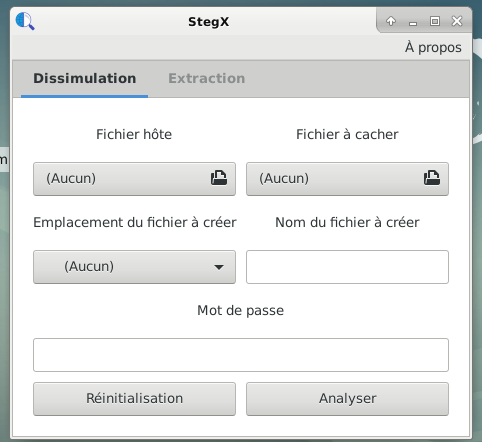 StegX
À propos
Dissimulation Extraction
Fichier hôte Fichier à cacher
(Aucun) (Aucun)
Emplacement du fichier à créer Nom du fichier à créer
(Aucun)
Mot de passe
Réinitialisation Analyser